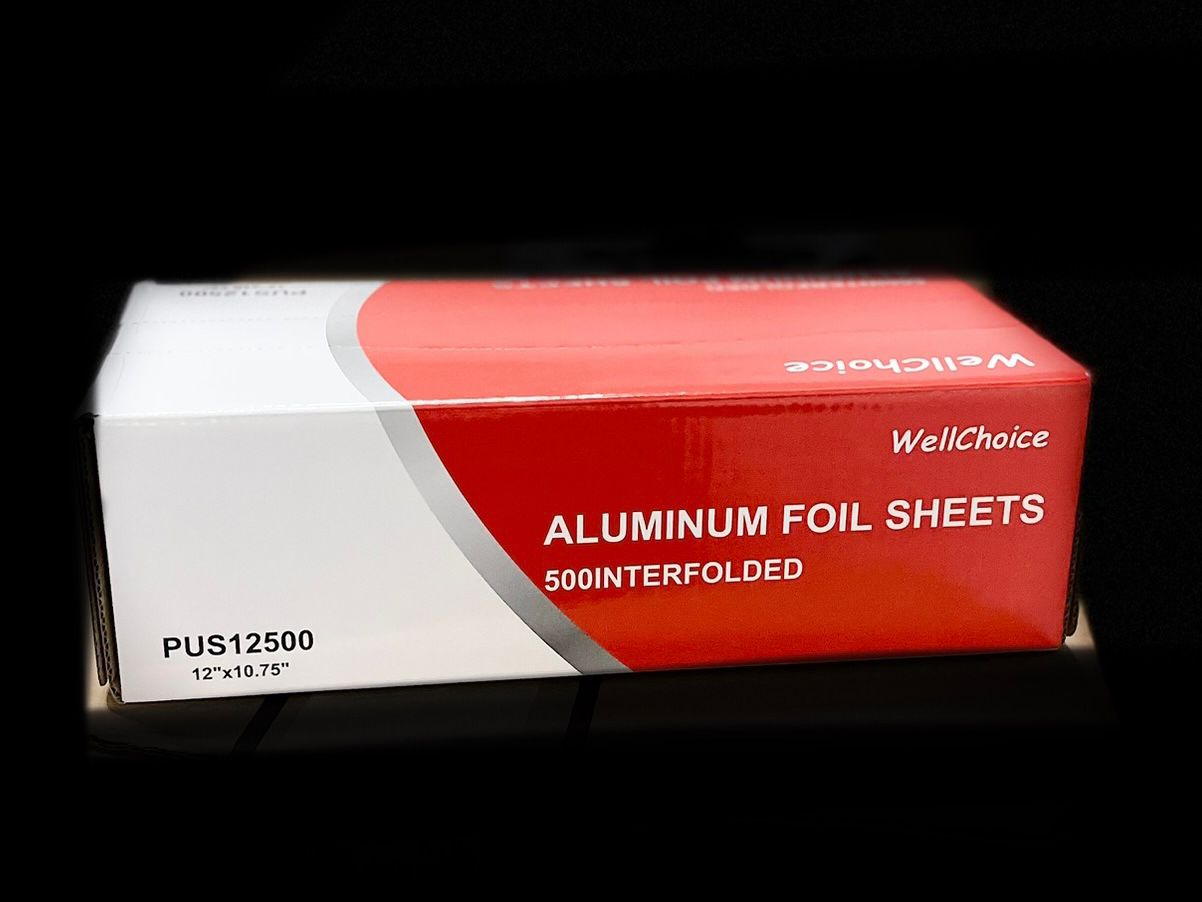 PUS12500
WellChoice
WellChoice
ALUMINUM FOIL SHEETS
500INTERFOLDED
PUS12500
12"x10.75"